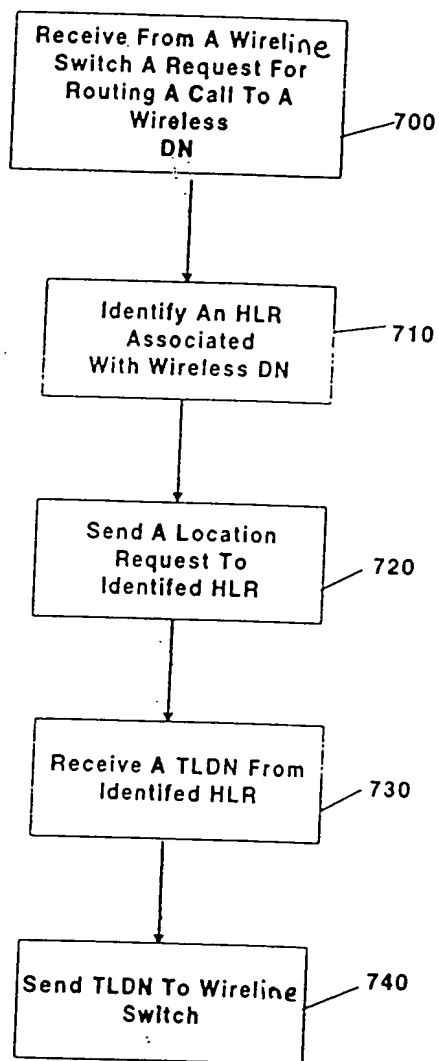 Receive From A Wireline
Switch A Request For
Routing A Call To A
Wireless
DN
700
Identify An HLR
Associated
With Wireless DN
710
Send A Location
Request To
Identifed HLR
720
Receive A TLDN From
Identifed HLR
730
Send TLDN To Wireline
Switch
740